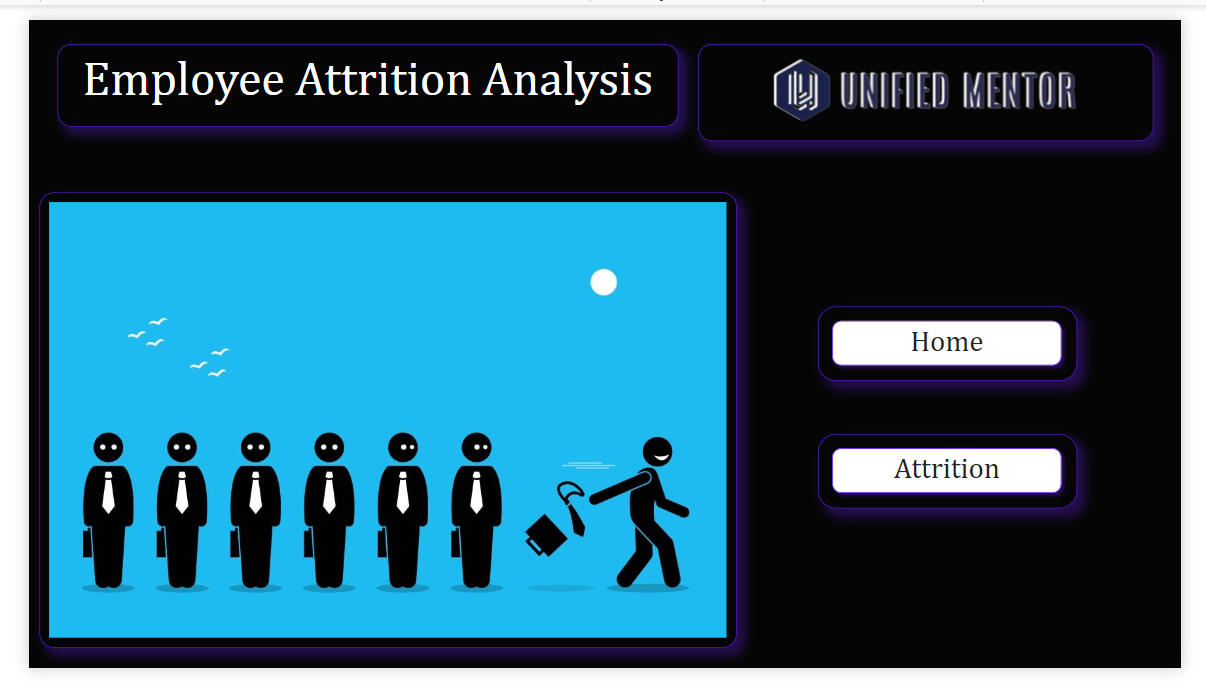 Employee Attrition Analysis
UNIFIED MENTOR
Home
Attrition